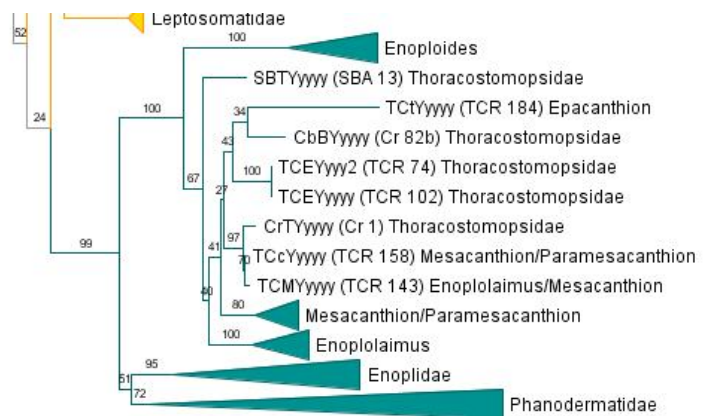 Leptosomatidae
52
100
Enoploides
SBTYyyyy (SBA 13) Thoracostomopsidae
24
100
34
TCtYyyyy (TCR 184) Epacanthion
CbBYyyyy (Cr 82b) Thoracostomopsidae
43
100
TCEYyyy2 (TCR 74) Thoracostomopsidae
67
27
TCEYyyyy (TCR 102) Thoracostomopsidae
CrTYyyyy (Cr 1) Thoracostomopsidae
99
41
97
TCcYyyyy (TCR 158) Mesacanthion/Paramesacanthion
70
TCMYyyyy (TCR 143) Enoplolaimus/Mesacanthion
80
Mesacanthion/Paramesacanthion
100
Enoplolaimus
95
Enoplidae
51
72
Phanodermatidae